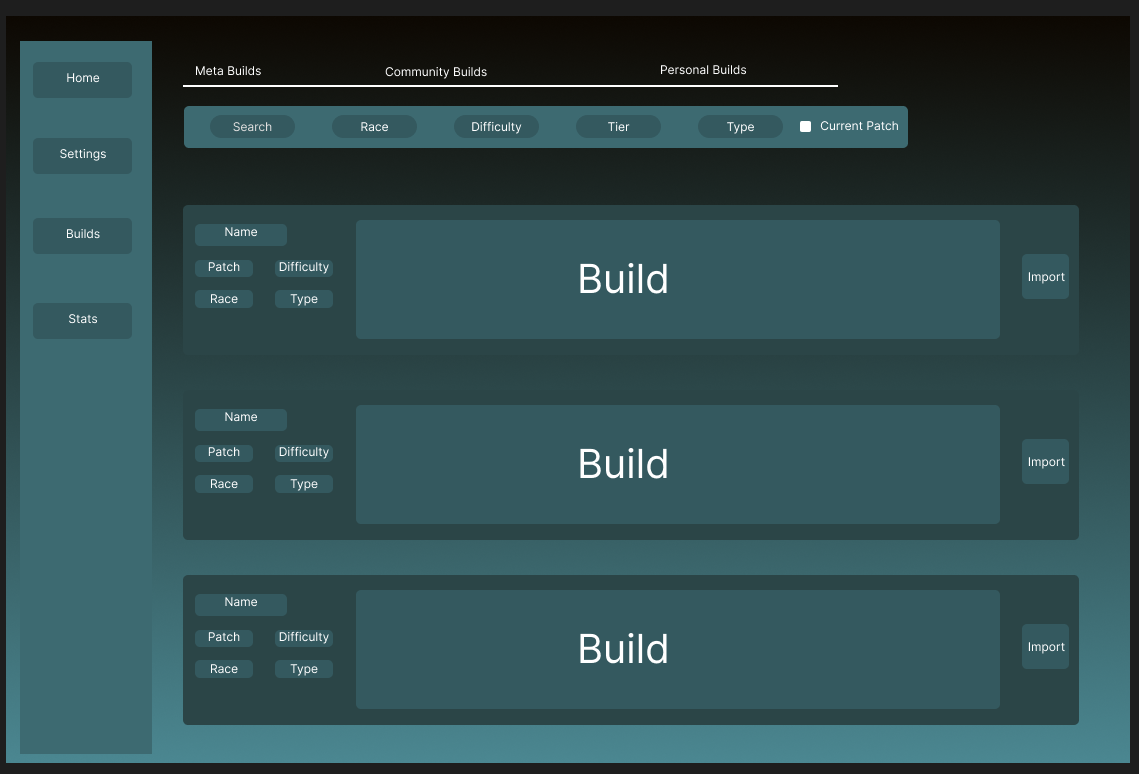 Home
Settings
Builds
Stats
Meta Builds
Community Builds
Personal Builds
Search
Race
Difficulty
Tier
Type
Current Patch
Name
Patch
Difficulty
Race
Type
Build
Import
Name
Patch
Difficulty
Race
Type
Build
Import
Name
Patch
Difficulty
Race
Type
Build
Import